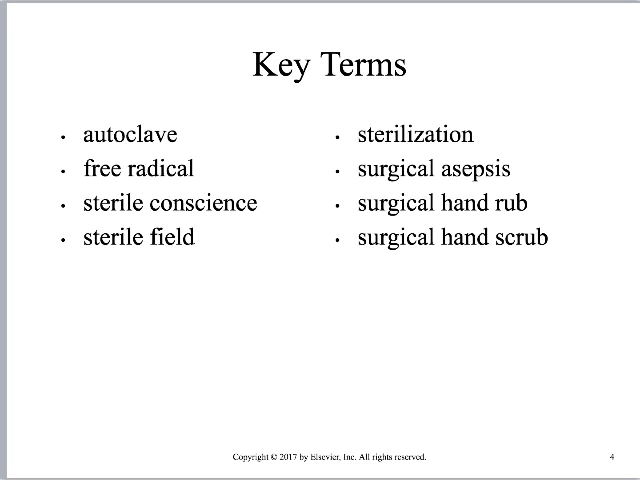 Key Terms
• autoclave
• free radical
• sterile conscience
• sterile field
• sterilization
• surgical asepsis
• surgical hand rub
• surgical hand scrub
Copyright © 2017 by Elsevier, Inc. All rights reserved.
4